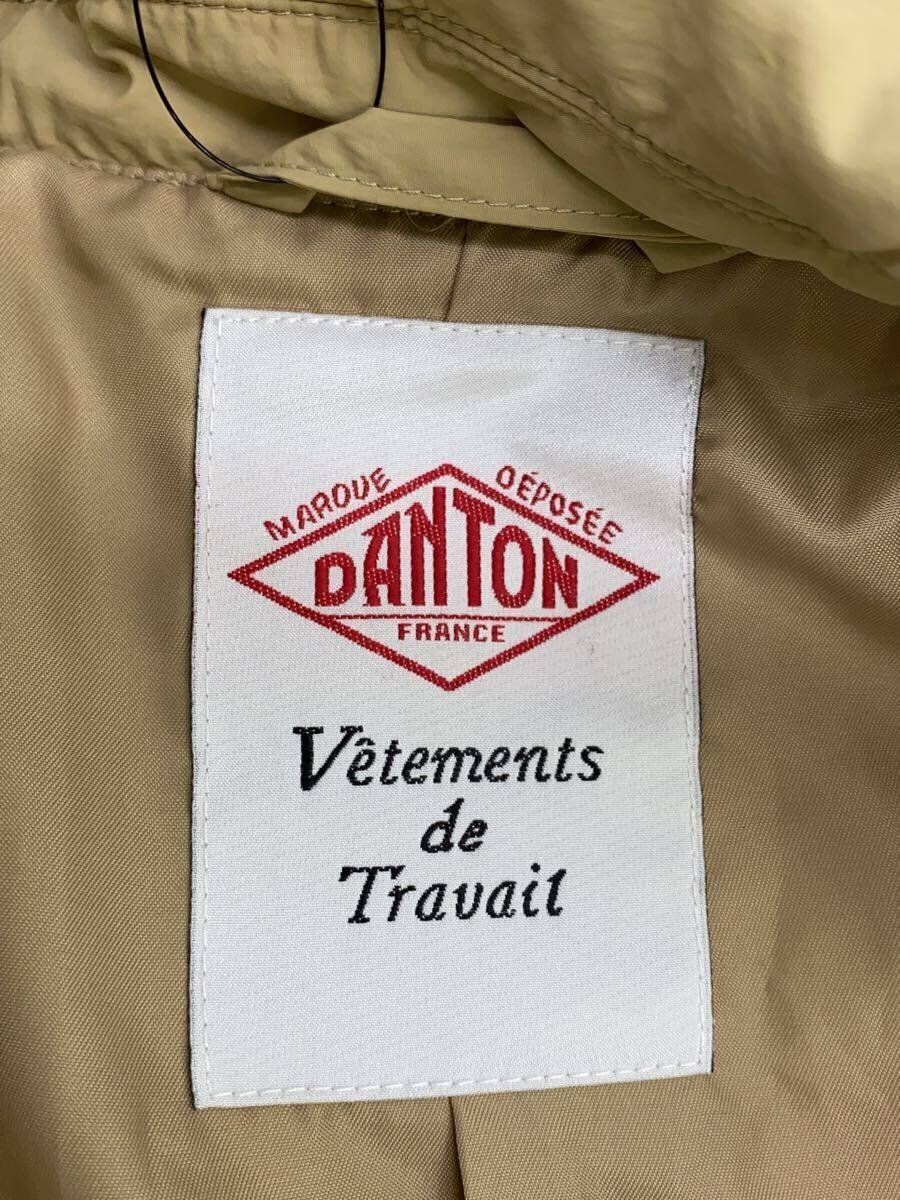 MARQUE DÉPOSÉE
DANTON
FRANCE
Vêtements
de
Travail